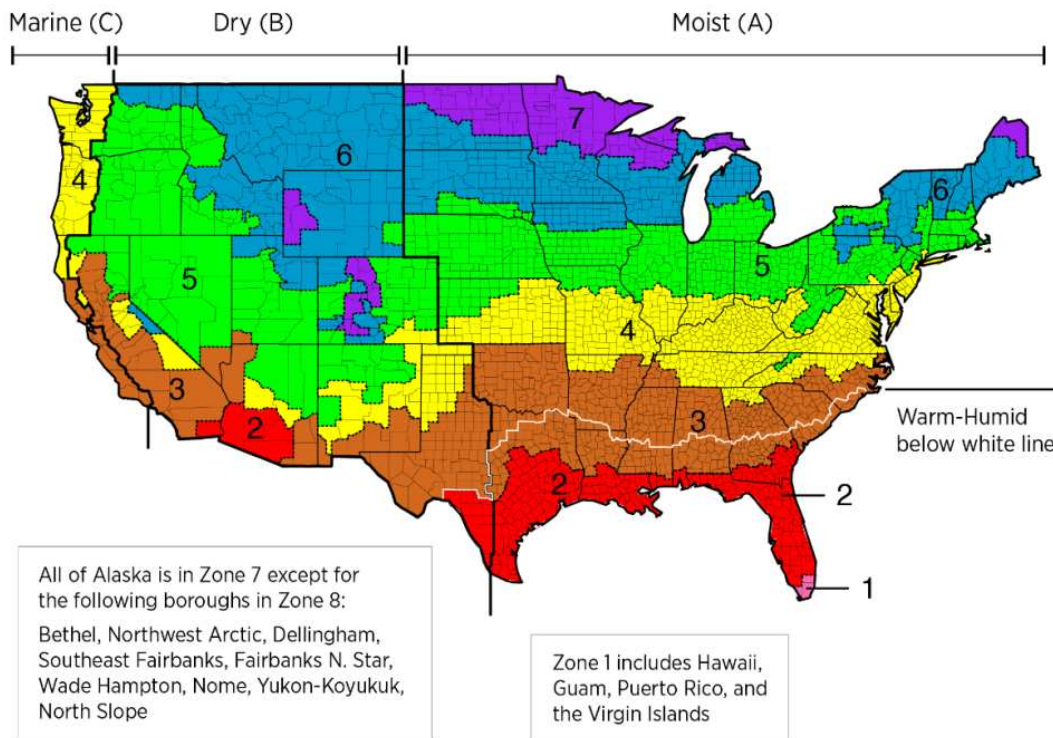 Marine (C)
Dry (B)
Moist (A)
7
6
4
6
5
5
4
3
3
2
Warm-Humid
below white line
2
2
1
All of Alaska is in Zone 7 except for
the following boroughs in Zone 8:
Bethel, Northwest Arctic, Dellingham,
Southeast Fairbanks, Fairbanks N. Star,
Wade Hampton, Nome, Yukon-Koyukuk,
North Slope
Zone 1 includes Hawaii,
Guam, Puerto Rico, and
the Virgin Islands